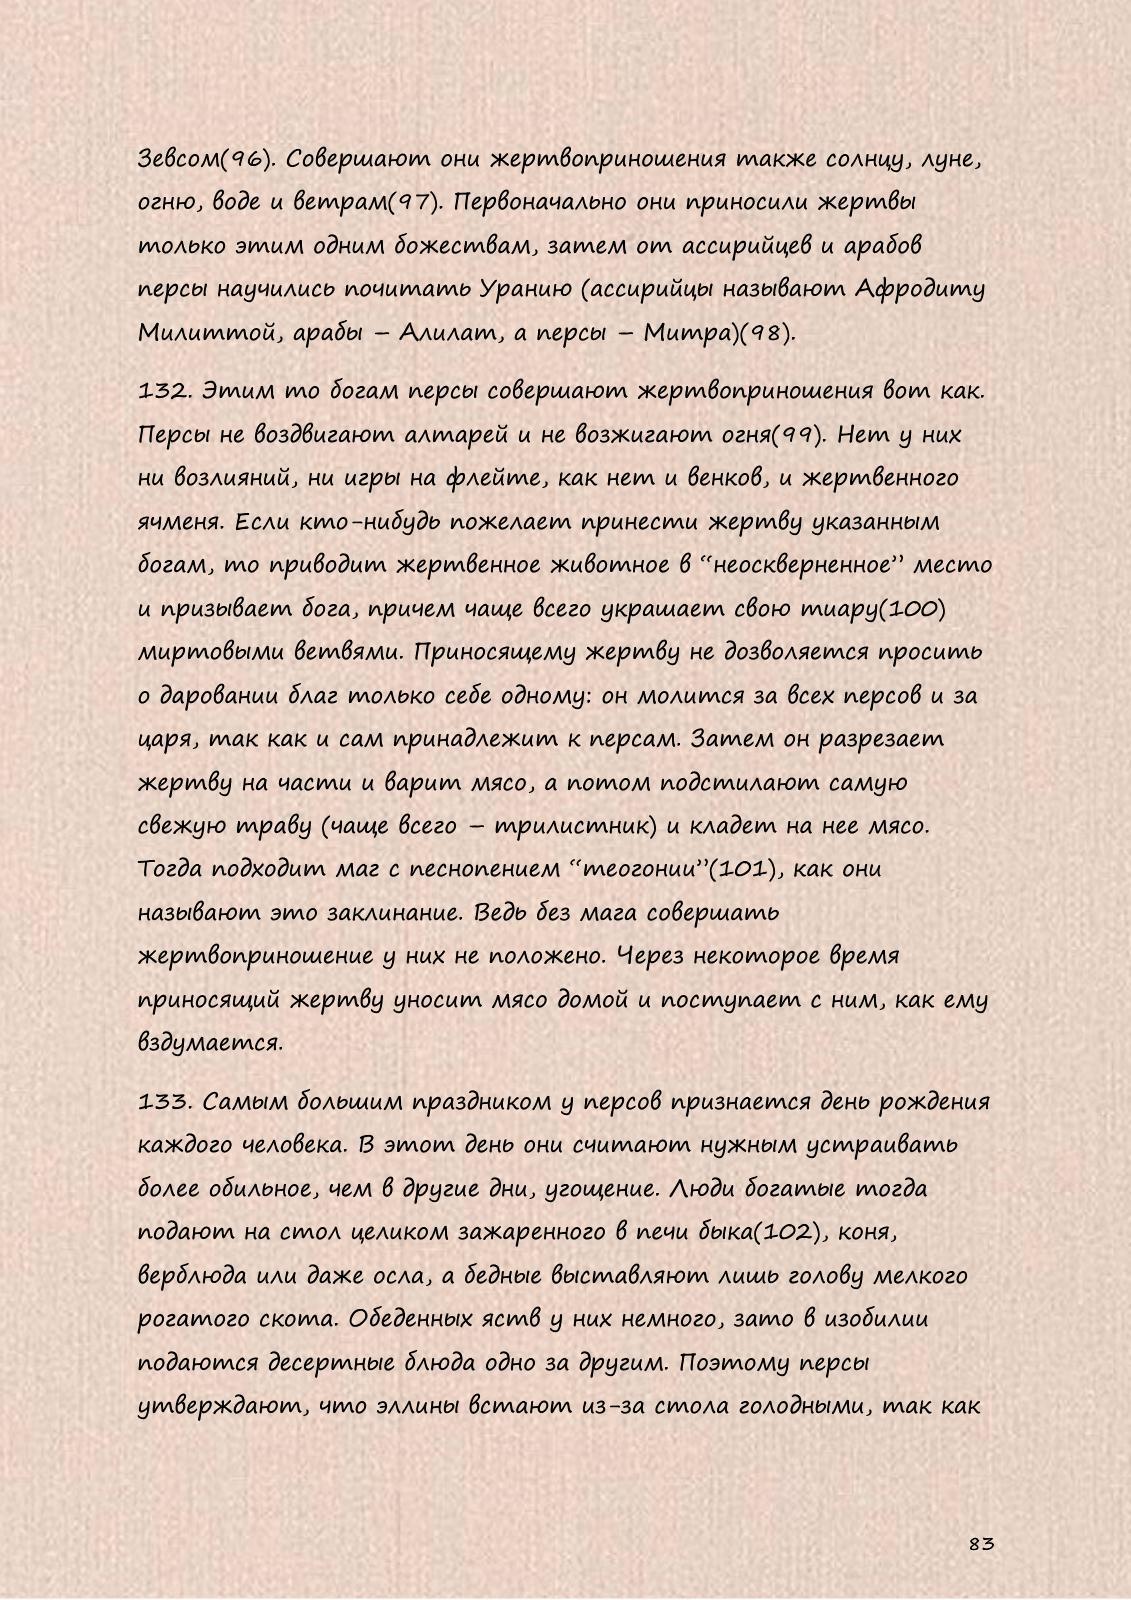 Зевсом(96). Совершают они жертвоприношения также солнцу, луне,
огню, воде и ветрам(97). Первоначально они приносили жертвы
только этим одним божествам, затем от ассирийцев и арабов
персы научились почитать Уранию (ассирийцы называют Афродиту
Милиттой, арабы – Алилат, а персы – Митра)(98).
132. Этим то богам персы совершают жертвоприношения вот как.
Персы не воздвигают алтарей и не возжигают огня(99). Нет у них
ни возлияний, ни игры на флейте, как нет и венков, и жертвенного
ячменя. Если кто-нибудь пожелает принести жертву указанным
богам, то приводит жертвенное животное в “неоскверненное” место
и призывает бога, причем чаще всего украшает свою тиару(100)
миртовыми ветвями. Приносящему жертву не дозволяется просить
о даровании благ только себе одному: он молится за всех персов и за
царя, так как и сам принадлежит к персам. Затем он разрезает
жертву на части и варит мясо, а потом подстилают самую
свежую траву (чаще всего – трилистник) и кладет на нее мясо.
Тогда подходит маг с песнопением “теогонии”(101), как они
называют это заклинание. Ведь без мага совершать
жертвоприношение у них не положено. Через некоторое время
приносящий жертву уносит мясо домой и поступает с ним, как ему
вздумается.
133. Самым большим праздником у персов признается день рождения
каждого человека. В этот день они считают нужным устраивать
более обильное, чем в другие дни, угощение. Люди богатые тогда
подают на стол целиком зажаренного в печи быка(102), коня,
верблюда или даже осла, а бедные выставляют лишь голову мелкого
рогатого скота. Обеденных яств у них немного, зато в изобилии
подаются десертные блюда одно за другим. Поэтому персы
утверждают, что эллины встают из-за стола голодными, так как
83